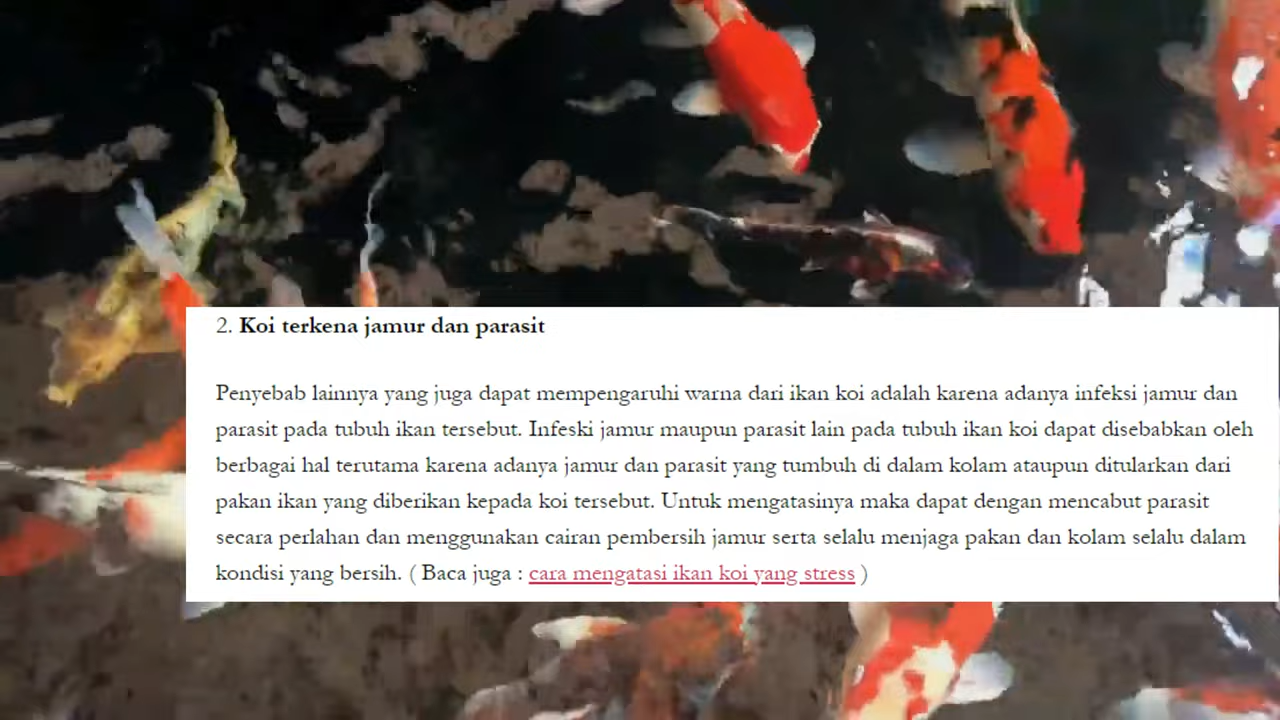 2. Koi terkena jamur dan parasit
Penyebab lainnya yang juga dapat mempengaruhi warna dari ikan koi adalah karena adanya infeksi jamur dan
parasit pada tubuh ikan tersebut. Infeski jamur maupun parasit lain pada tubuh ikan koi dapat disebabkan oleh
berbagai hal terutama karena adanya jamur dan parasit yang tumbuh di dalam kolam ataupun ditularkan dari
pakan ikan yang diberikan kepada koi tersebut. Untuk mengatasinya maka dapat dengan mencabut parasit
secara perlahan dan menggunakan cairan pembersih jamur serta selalu menjaga pakan dan kolam selalu dalam
kondisi yang bersih. ( Baca juga : cara mengatasi ikan koi yang stress )